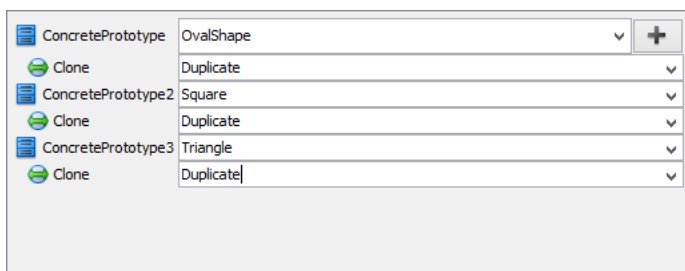 ConcretePrototype OvalShape
Clone Duplicate
ConcretePrototype2 Square
Clone Duplicate
ConcretePrototype3 Triangle
Clone Duplicate